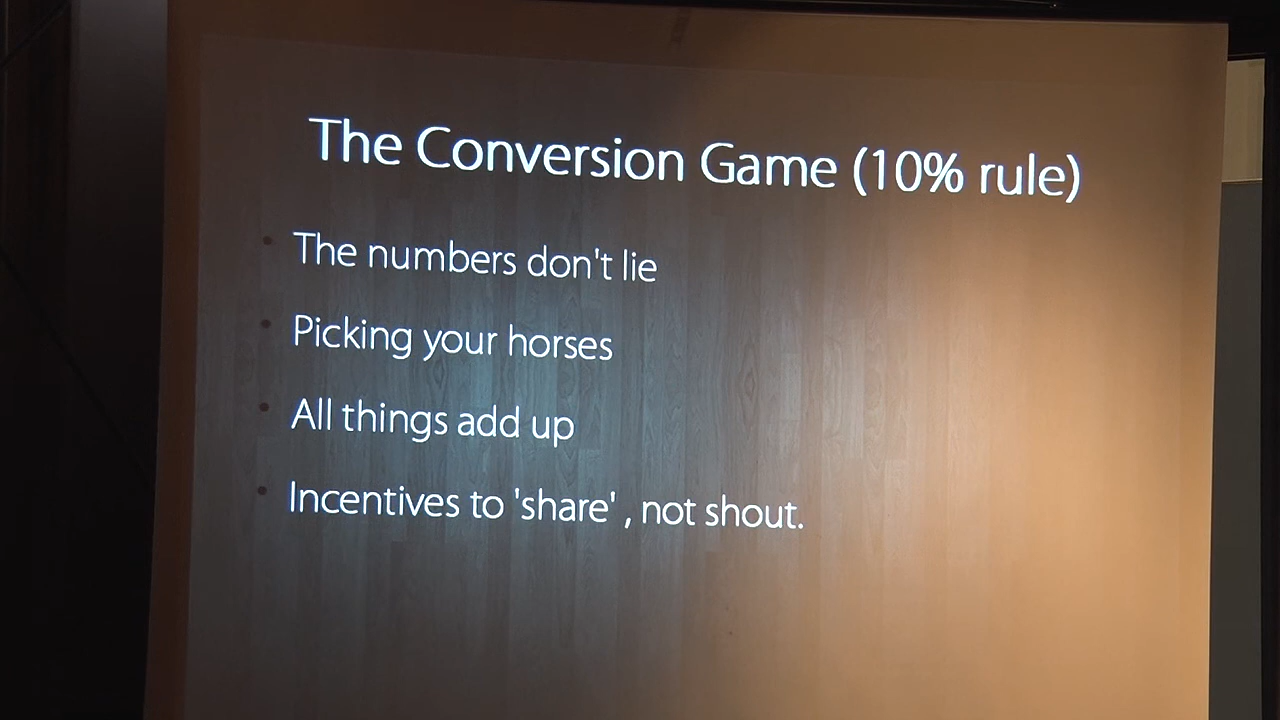 The Conversion Game (10% rule)
• The numbers don't lie
• Picking your horses
• All things add up
• Incentives to 'share' , not shout.